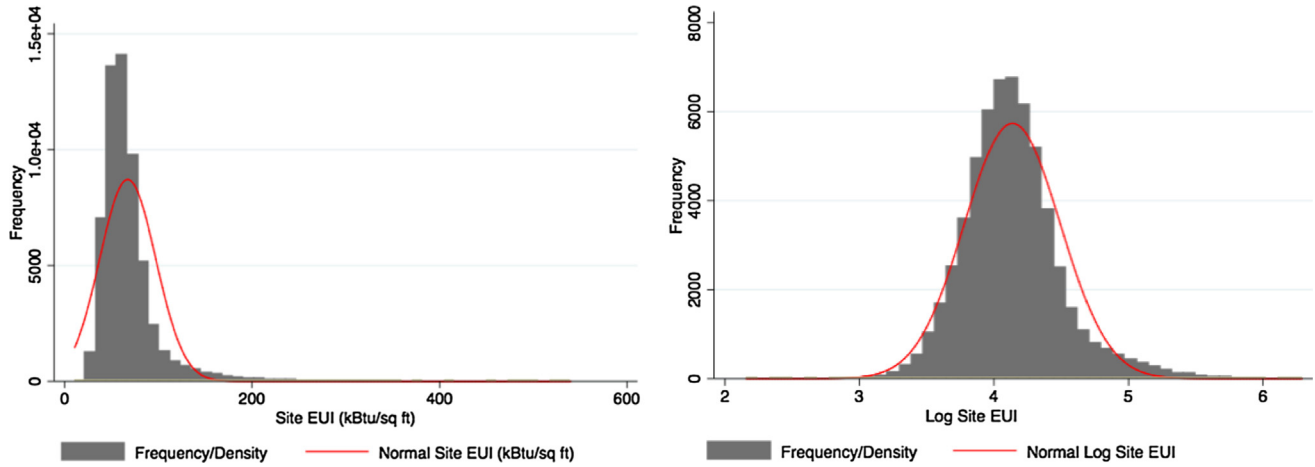 1.5e+04
1.0e+04
5000
0
Frequency
0 200 400 600
Site EUI (kBtu/sq ft)
Frequency/Density Normal Site EUI (kBtu/sq ft)
8000
6000
4000
2000
0
Frequency
2 3 4 5 6
Log Site EUI
Frequency/Density Normal Log Site EUI